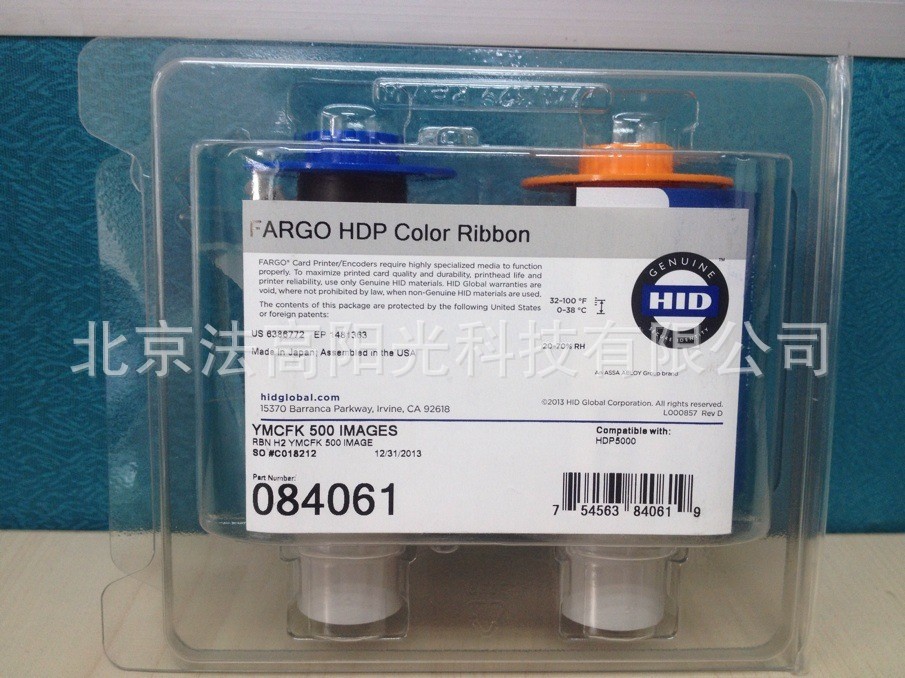 FARGO HDP Color Ribbon
FARGO® Card Printer/Encoders require highly specialized media to function
properly. To maximize printed card quality and durability, printhead life and
printer reliability, use only Genuine HID materials. HID Global warranties are
void, where not prohibited by law, when non-Genuine HID materials are used.
The contents of this package are protected by the following United States
or foreign patents:
US 6386772 EP 1481363
Made in Japan; Assembled in the USA
32–100 °F
0–38 °C
20-70% RH
GENUINE
HID
™
An ASSA ABLOY Group brand
北京法高阳光科技有限公司
hidglobal.com
15370 Barranca Parkway, Irvine, CA 92618
©2013 HID Global Corporation. All rights reserved.
L000857 Rev D
YMCFK 500 IMAGES
RBN H2 YMCFK 500 IMAGE
SO #C018212 12/31/2013
Compatible with:
HDP5000
Part Number:
084061
7 54563 84061 9